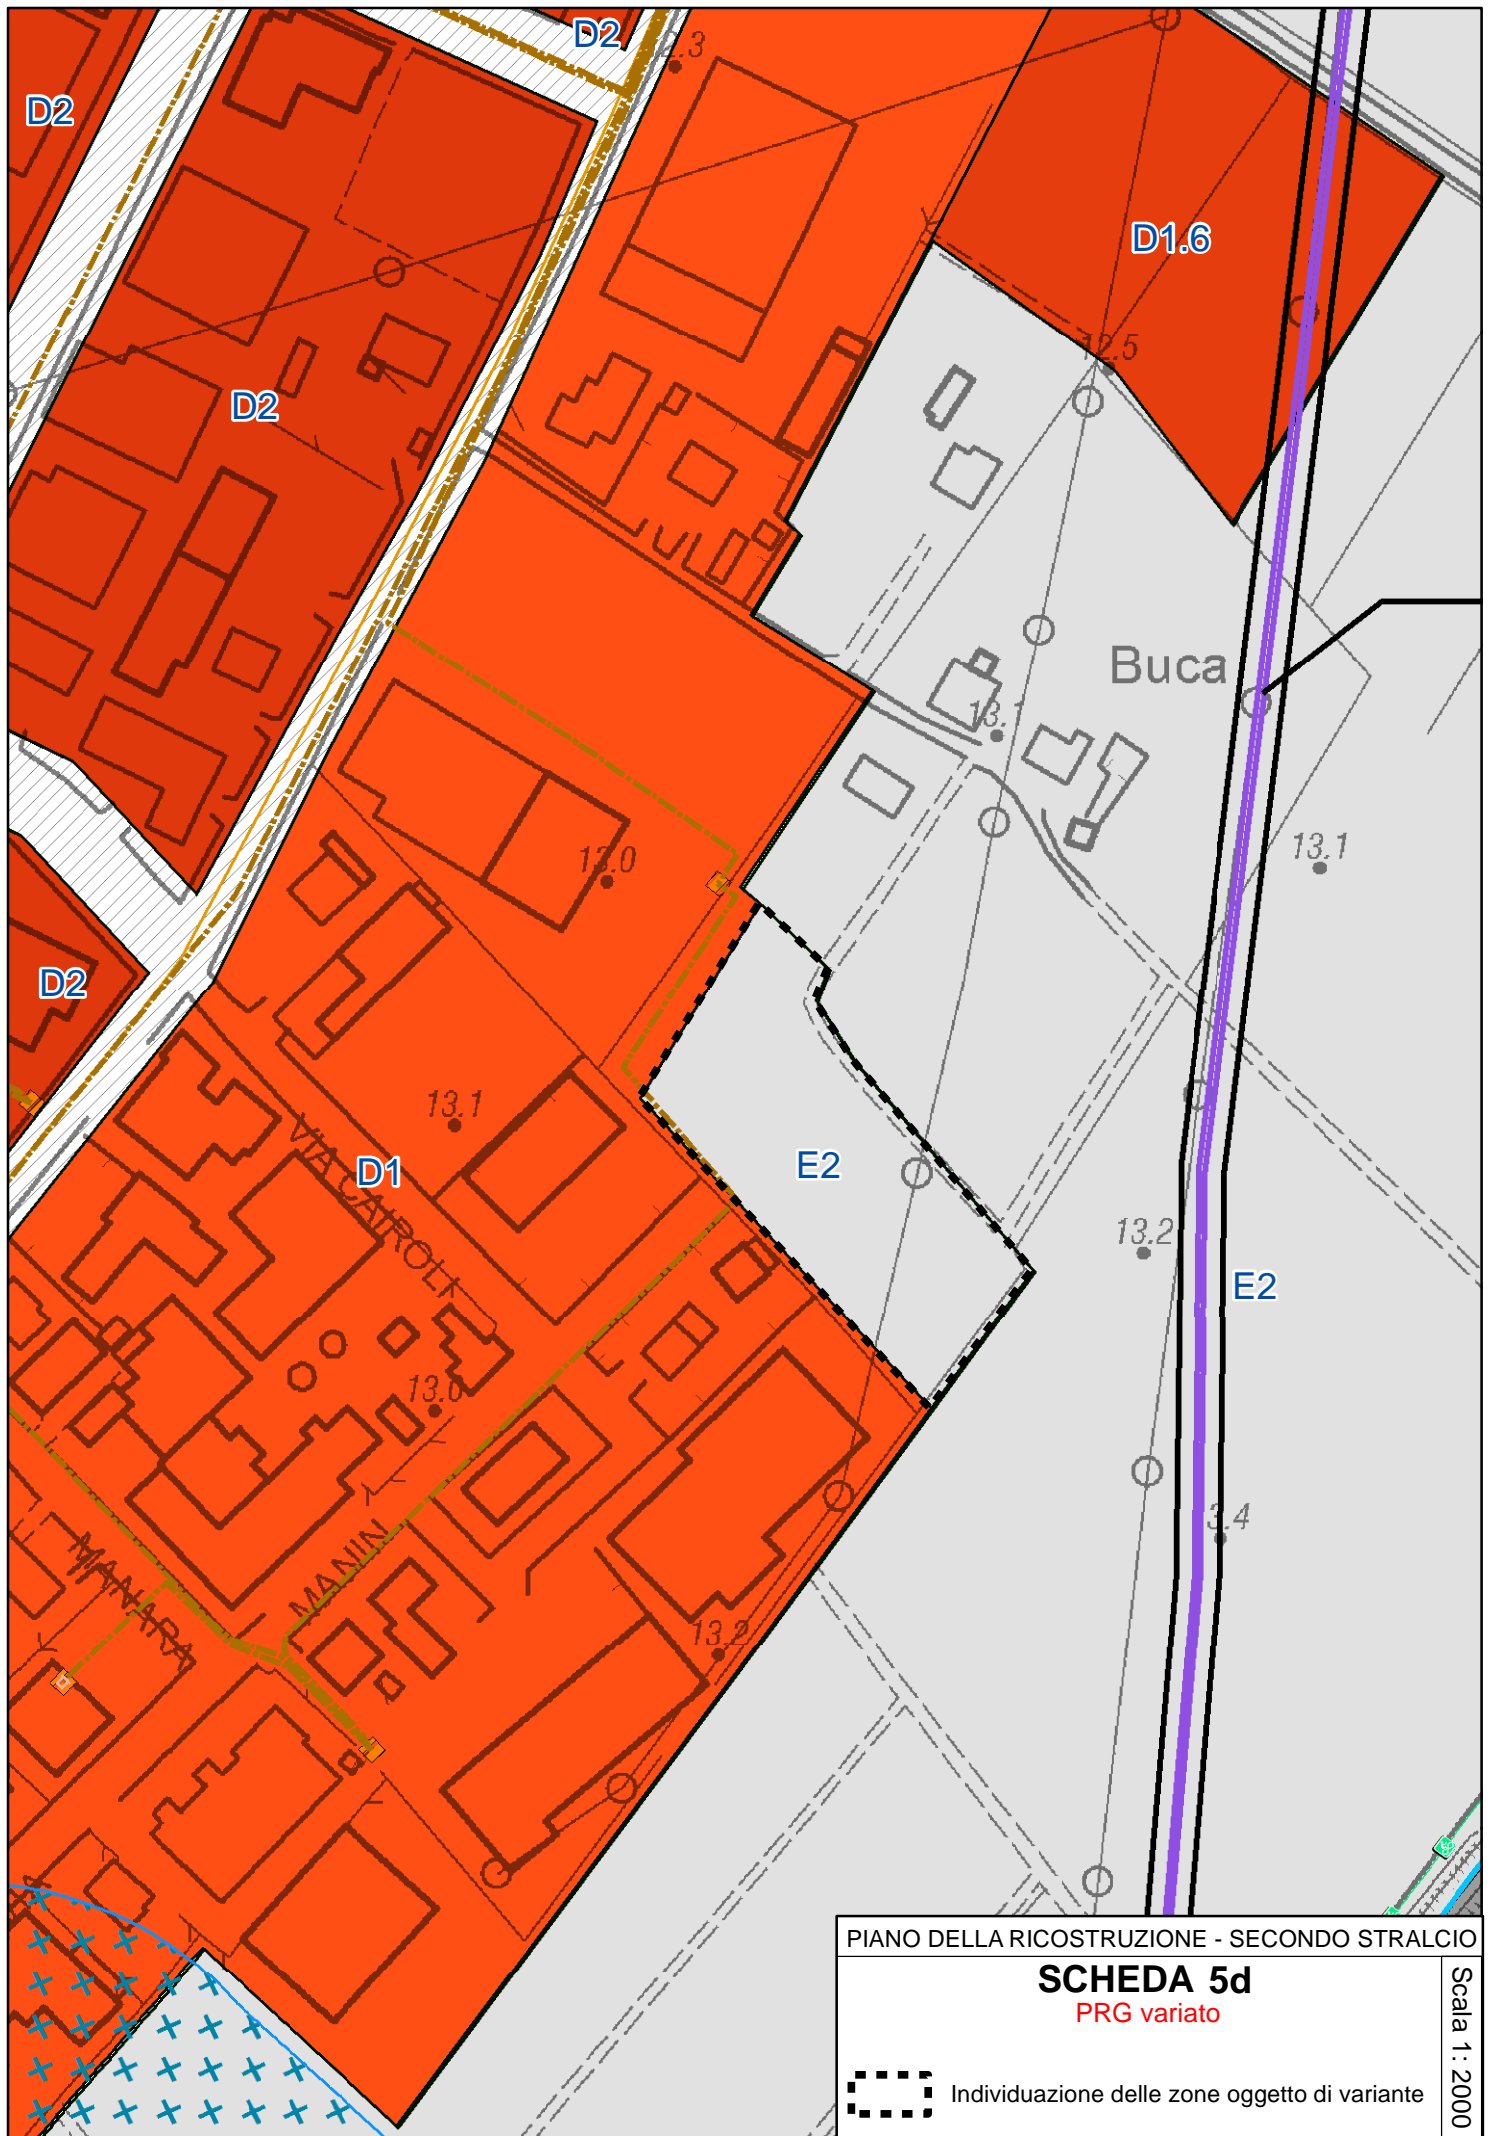 D2
2.3
D2
D1.6
12.5
D2
Buca
13.1
13.1
13.0
D2
13.1
VIA CAIROLI
D1
E2
13.2
E2
13.0
3.4
MANARA
MANIN
13.2
PIANO DELLA RICOSTRUZIONE - SECONDO STRALCIO
SCHEDA 5d
PRG variato
Individuazione delle zone oggetto di variante
Scala 1: 2000